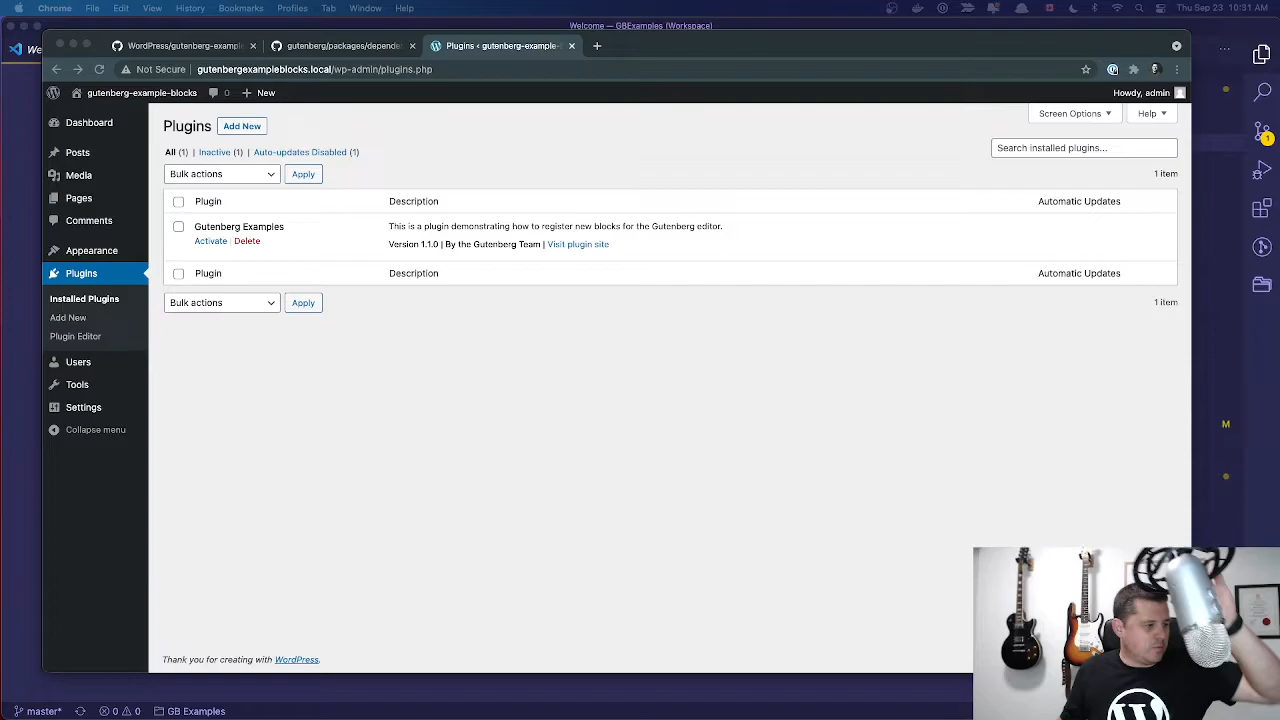 Chrome File Edit View History Bookmarks Profiles Tab Window Help Thu Sep 23 10:31 AM
Welcome — GBExamples (Workspace)
We
WordPress/gutenberg-example gutenberg/packages/depende Plugins ‹ gutenberg-example-
Not Secure gutenbergexampleblocks.local/wp-admin/plugins.php
gutenberg-example-blocks 0 + New Howdy, admin
Dashboard
Posts
Media
Pages
Comments
Appearance
Plugins
Installed Plugins
Add New
Plugin Editor
Users
Tools
Settings
Collapse menu
Screen Options Help
Plugins Add New
All (1) | Inactive (1) | Auto-updates Disabled (1)
Search installed plugins...
Bulk actions Apply 1 item
Plugin Description Automatic Updates
Gutenberg Examples This is a plugin demonstrating how to register new blocks for the Gutenberg editor.
Activate | Delete Version 1.1.0 | By the Gutenberg Team | Visit plugin site
Plugin Description Automatic Updates
Bulk actions Apply 1 item
Thank you for creating with WordPress.
1
M
master* 0 0 GB Examples